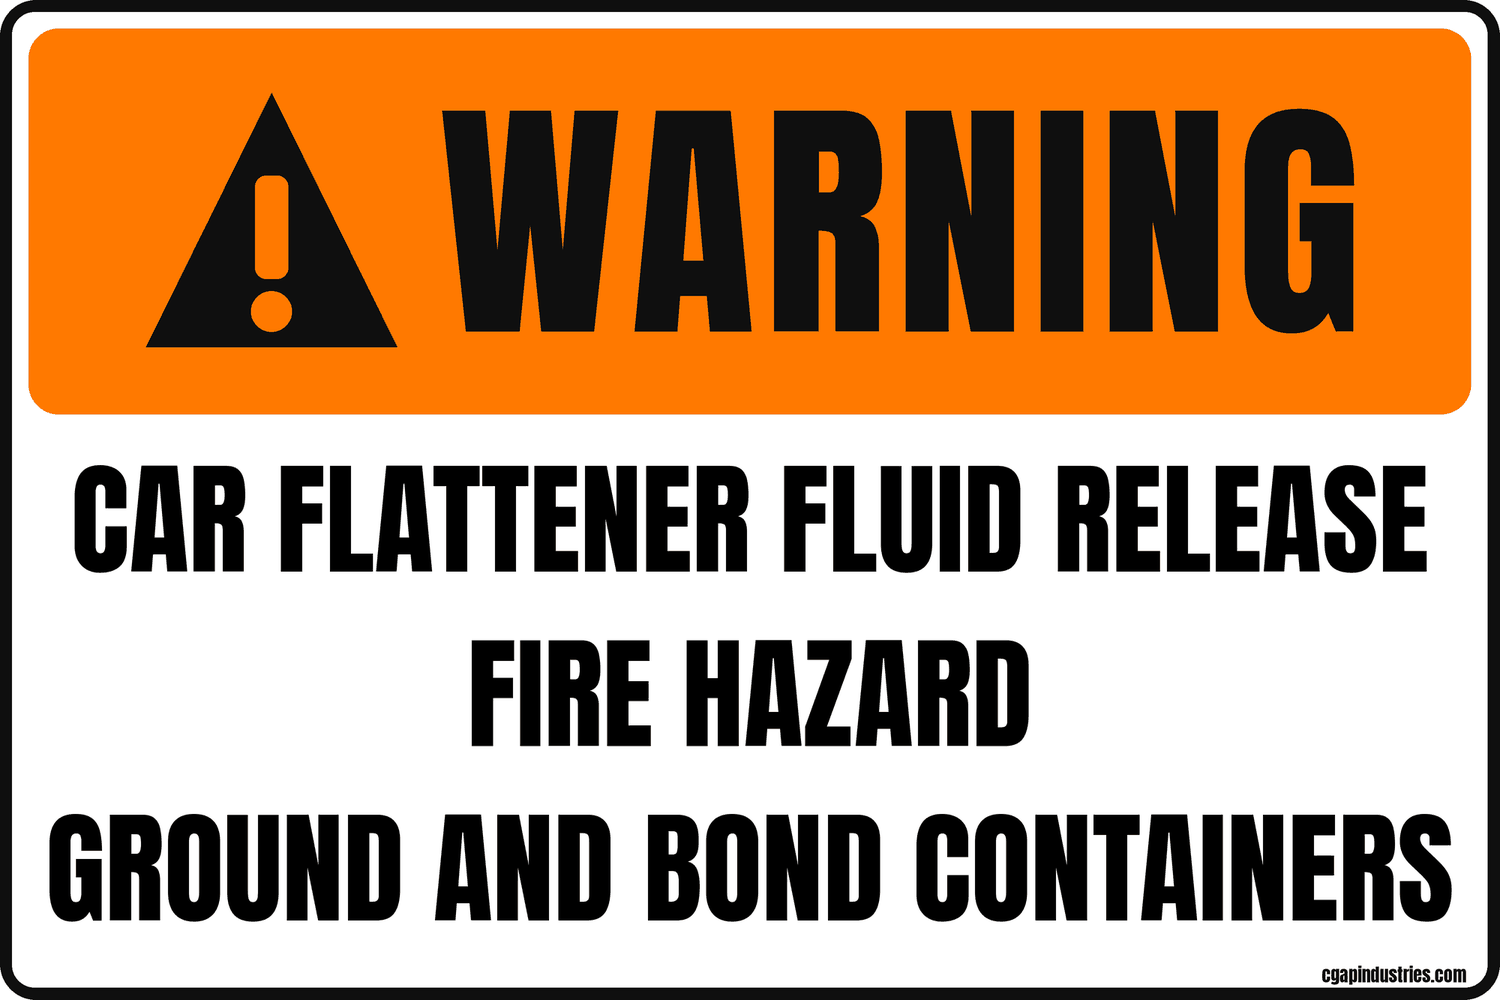 WARNING
CAR FLATTENER FLUID RELEASE
FIRE HAZARD
GROUND AND BOND CONTAINERS
cgapindustries.com